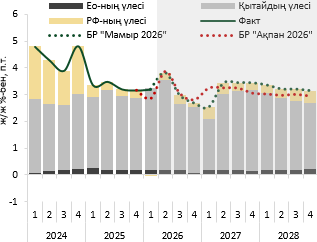 Ео-ның үлесі Қытайдың үлесі
РФ-ның үлесі Факт
БР "Мамыр 2026" БР "Ақпан 2026"
ж/ж %-бен, п.т.
6
5
4
3
2
1
0
-1
1 2 3 4 1 2 3 4 1 2 3 4 1 2 3 4 1 2 3 4
2024 2025 2026 2027 2028